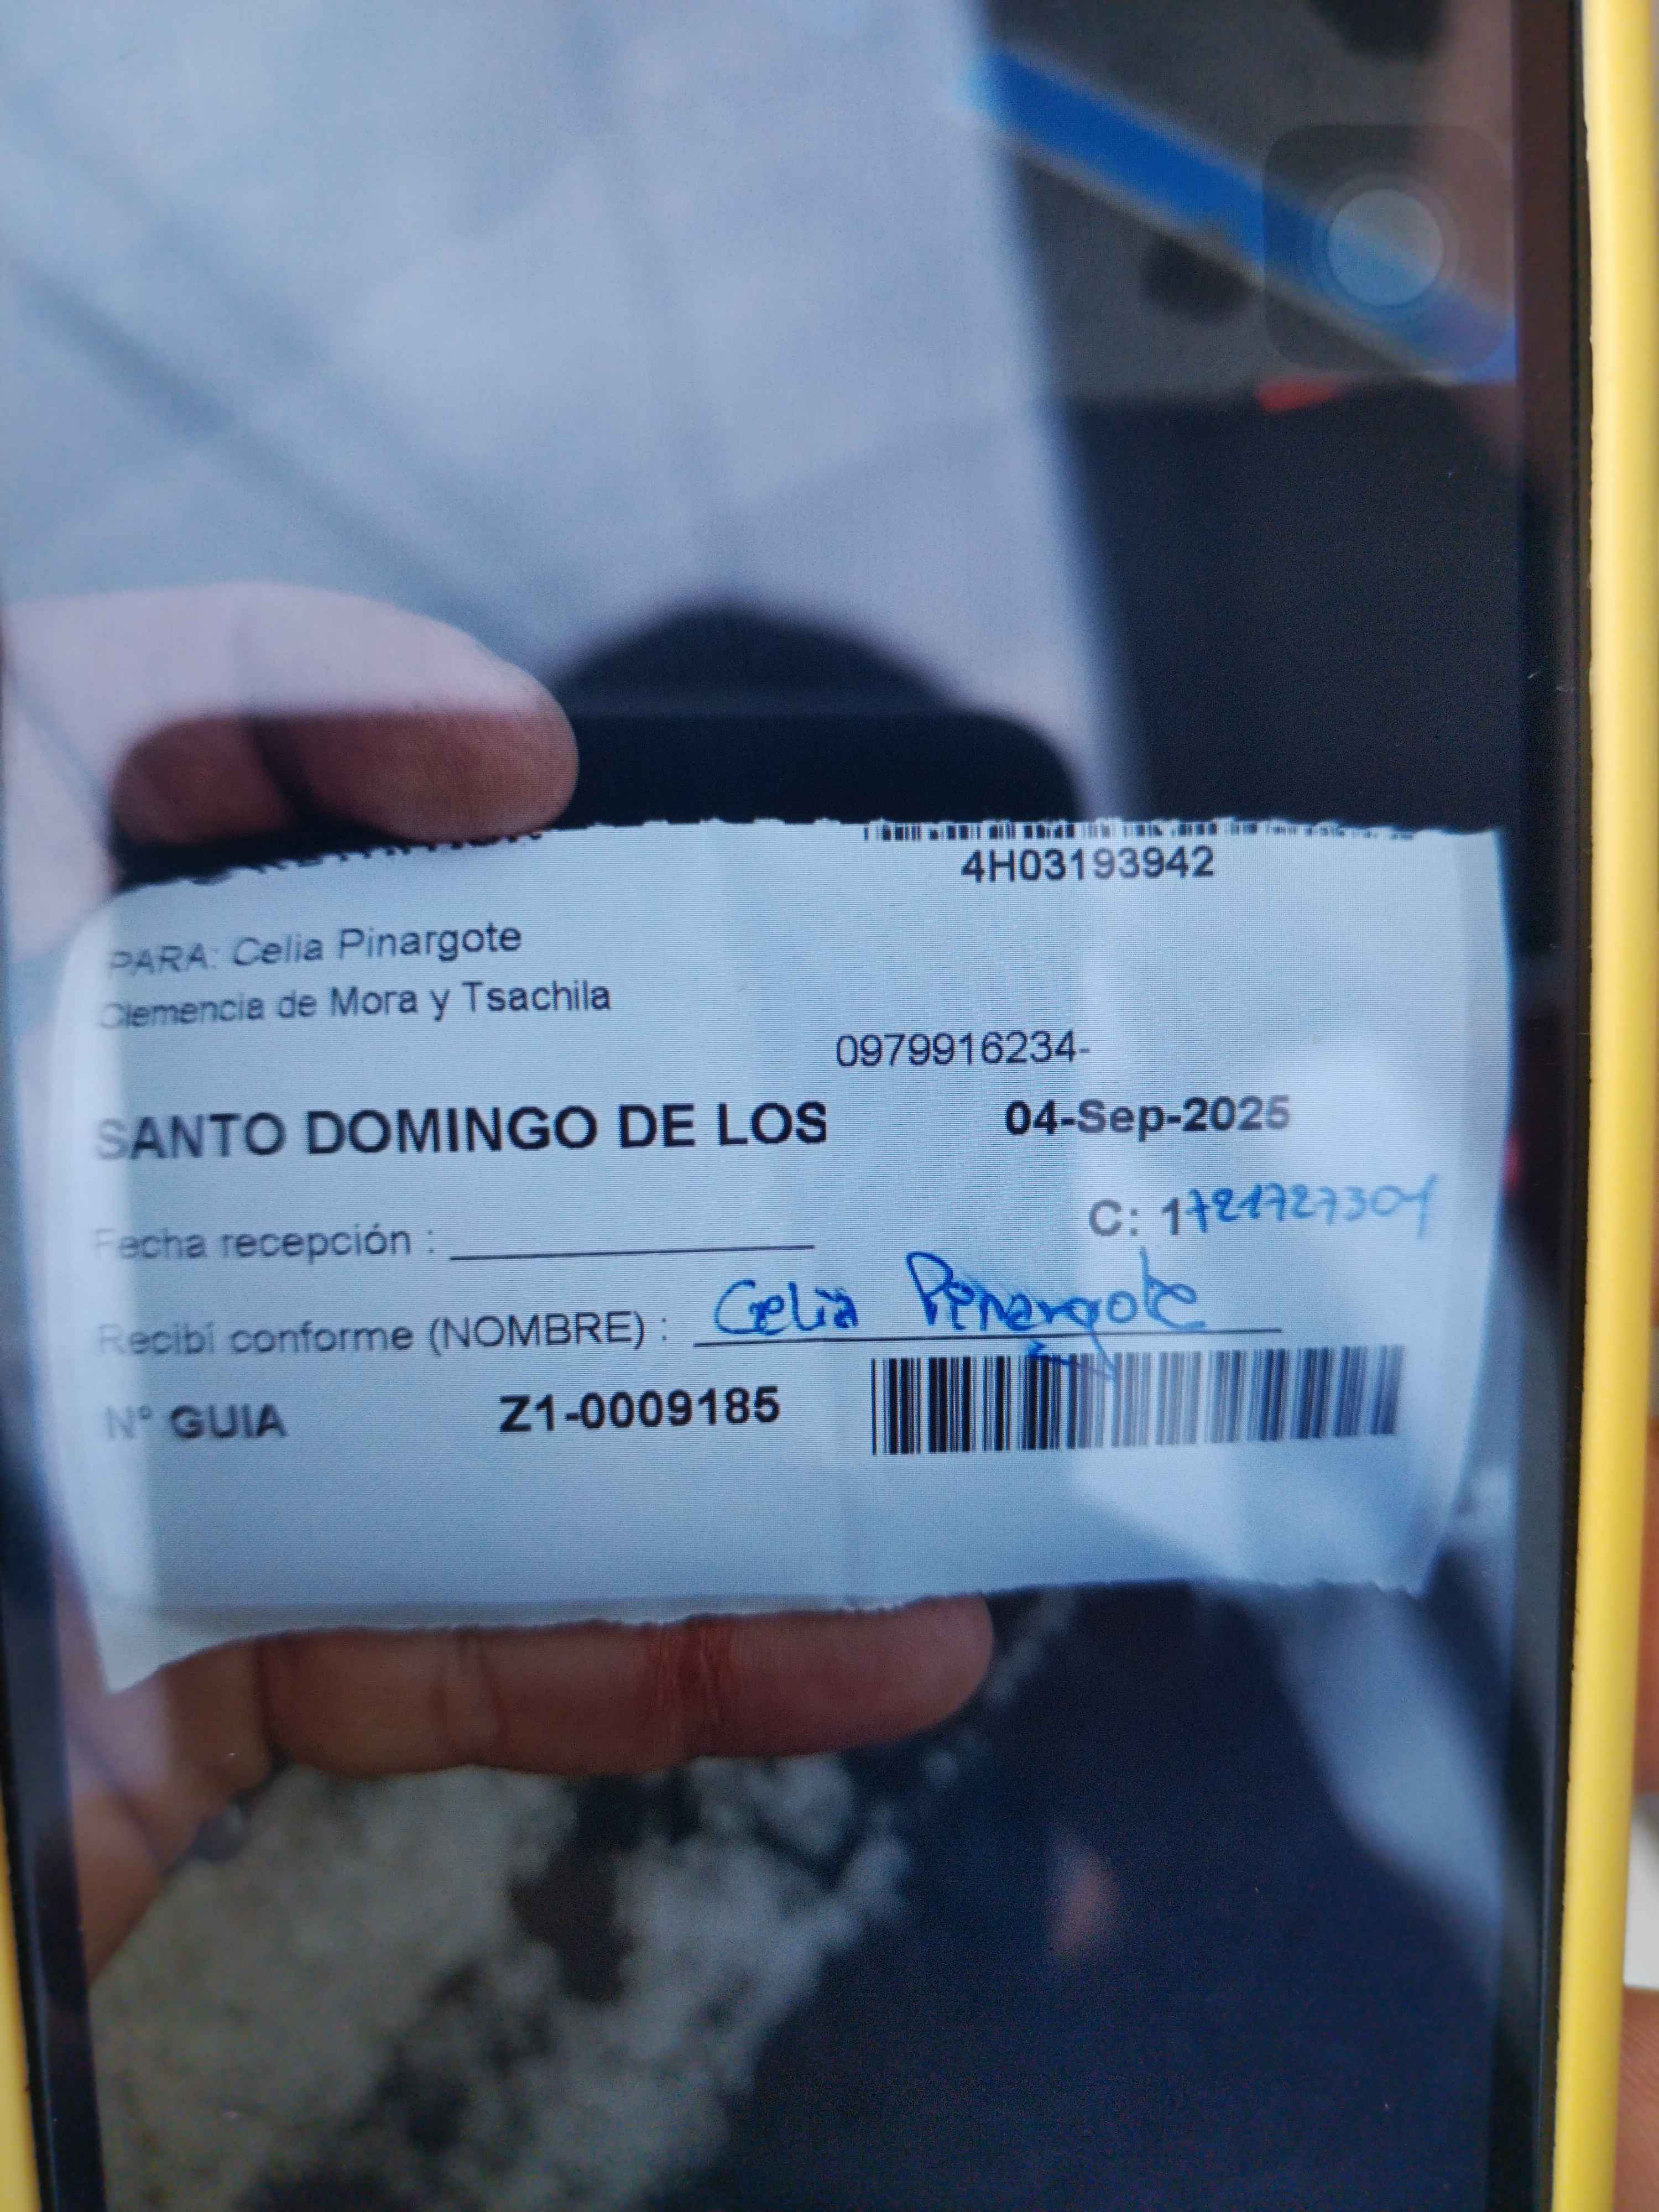 4H03193942
PARA: Celia Pinargote
Clemencia de Mora y Tsachila
0979916234-
SANTO DOMINGO DE LOS 04-Sep-2025
Fecha recepción : C:
Recibí conforme (NOMBRE) : Celia Pinargote
N° GUIA Z1-0009185